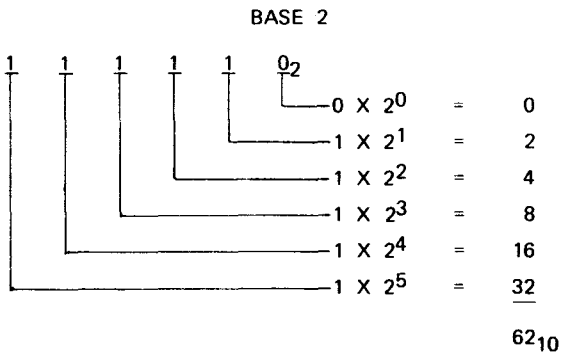 BASE 2
1 1 1 1 1 0₂
0 X 2⁰ = 0
1 X 2¹ = 2
1 X 2² = 4
1 X 2³ = 8
1 X 2⁴ = 16
1 X 2⁵ = 32
62₁₀